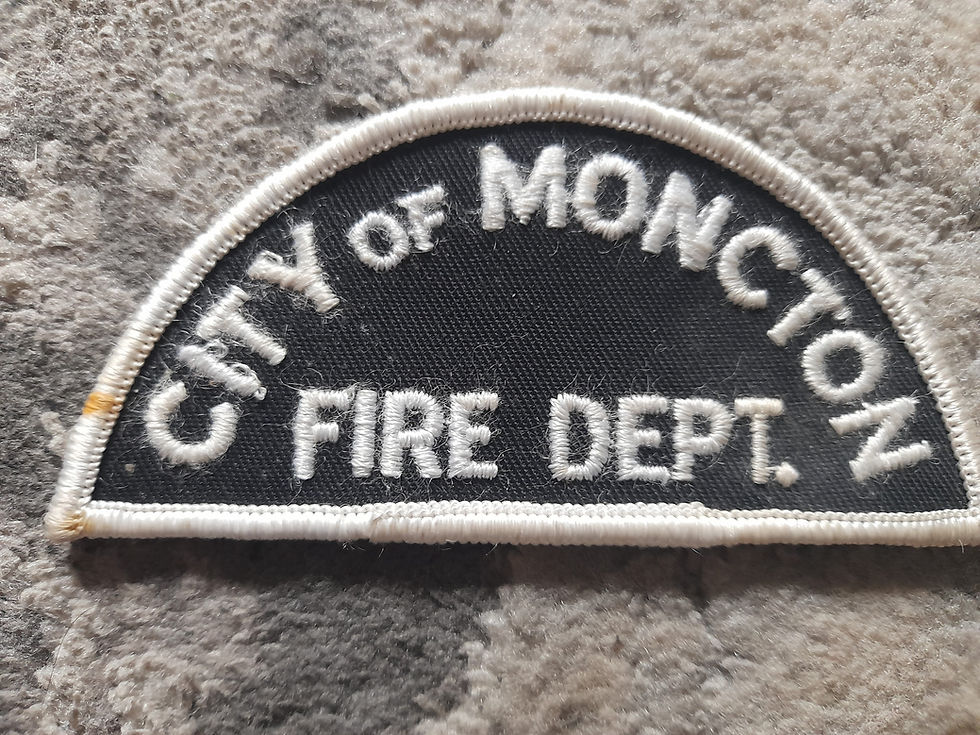 CITY OF MONCTON
FIRE DEPT.